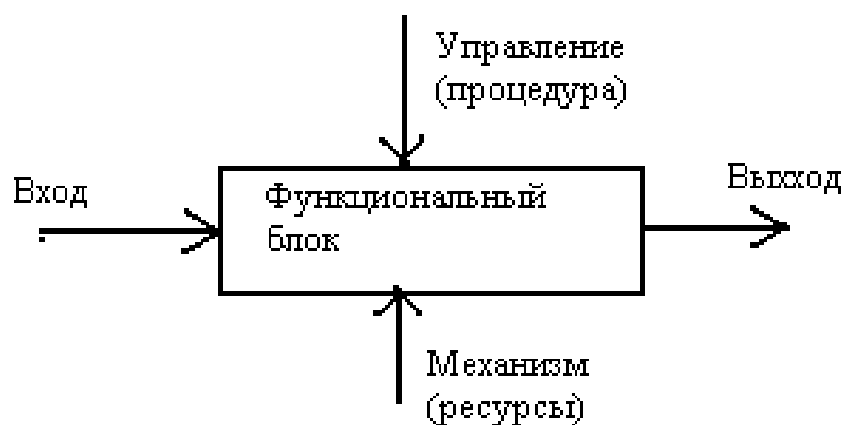 Управление
(процедура)
Вход
Функциональный
блок
Выход
Механизм
(ресурсы)